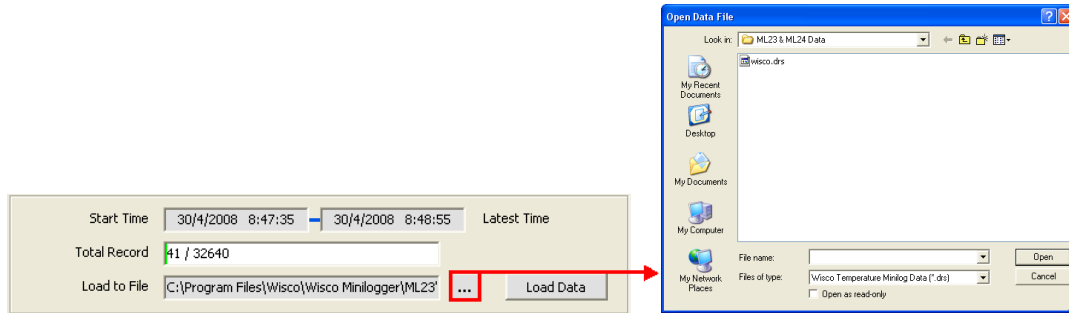 Start Time 30/4/2008 8:47:35 30/4/2008 8:48:55 Latest Time
Total Record 41 / 32640
Load to File C:\Program Files\Wisco\Wisco Minilogger\ML23' ... Load Data
Open Data File
Look in: ML23 & ML24 Data
wisco.drs
My Recent
Documents
Desktop
My Documents
My Computer
My Network
Places
File name: Open
Files of type: Wisco Temperature Minilog Data (*.drs) Cancel
Open as read-only